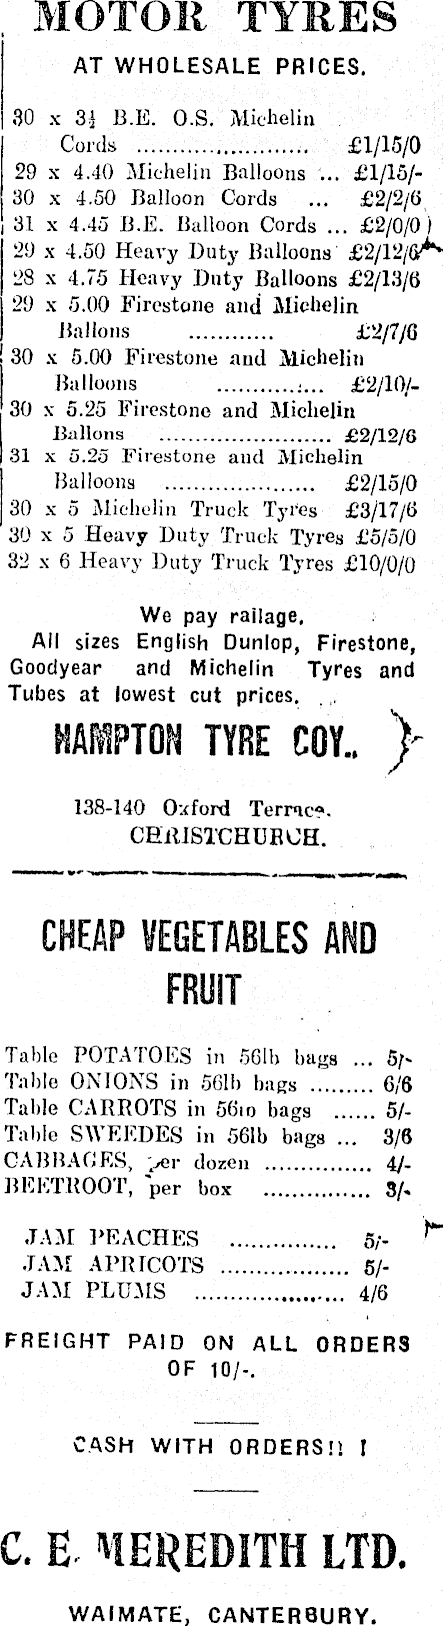 MOTOR TYRES
AT WHOLESALE PRICES.
30 x 3½ B.E. O.S. Michelin
Cords ........................ £1/15/0
29 x 4.40 Michelin Balloons ... £1/15/-
30 x 4.50 Balloon Cords ... £2/2/6
31 x 4.45 B.E. Balloon Cords ... £2/0/0
29 x 4.50 Heavy Duty Balloons £2/12/6
28 x 4.75 Heavy Duty Balloons £2/13/6
29 x 5.00 Firestone and Michelin
Ballons ............ £2/7/6
30 x 5.00 Firestone and Michelin
Balloons ............... £2/10/-
30 x 5.25 Firestone and Michelin
Ballons ........................ £2/12/6
31 x 5.25 Firestone and Michelin
Balloons ..................... £2/15/0
30 x 5 Michelin Truck Tyres £3/17/6
30 x 5 Heavy Duty Truck Tyres £5/5/0
32 x 6 Heavy Duty Truck Tyres £10/0/0
We pay railage.
All sizes English Dunlop, Firestone,
Goodyear and Michelin Tyres and
Tubes at lowest cut prices.
HAMPTON TYRE COY.,
138-140 Oxford Terrace.
CHRISTCHURCH.
CHEAP VEGETABLES AND
FRUIT
Table POTATOES in 56lb bags ... 5/-
Table ONIONS in 56lb bags ......... 6/6
Table CARROTS in 56lb bags ...... 5/-
Table SWEEDES in 56lb bags ... 3/6
CABBAGES, per dozen ............... 4/-
BEETROOT, per box ............... 3/-
JAM PEACHES ............... 5/-
JAM APRICOTS .................. 5/-
JAM PLUMS ..................... 4/6
FREIGHT PAID ON ALL ORDERS
OF 10/-.
CASH WITH ORDERS!! !
C. E. MEREDITH LTD.
WAIMATE, CANTERBURY.